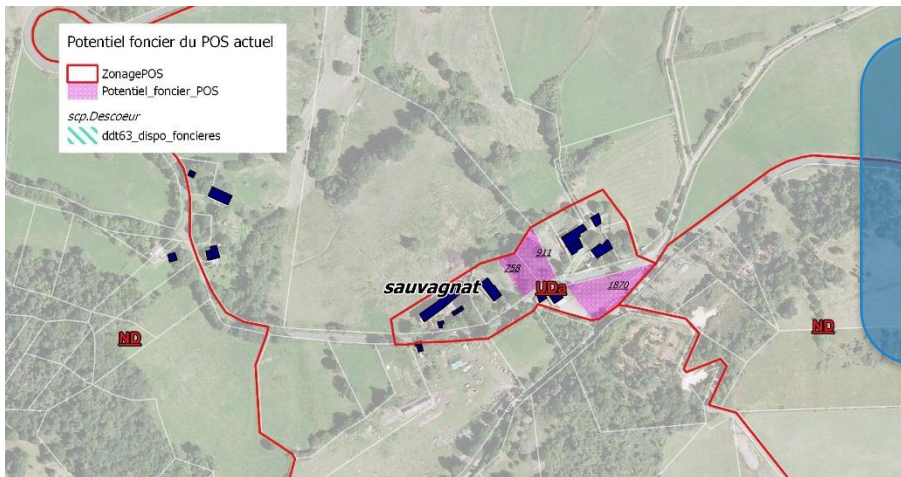 Potentiel foncier du POS actuel
ZonagePOS
Potentiel_foncier_POS
scp.Descoeur
ddt63_dispo_foncieres
911
758
1870
sauvagnat
UDa
ND
ND